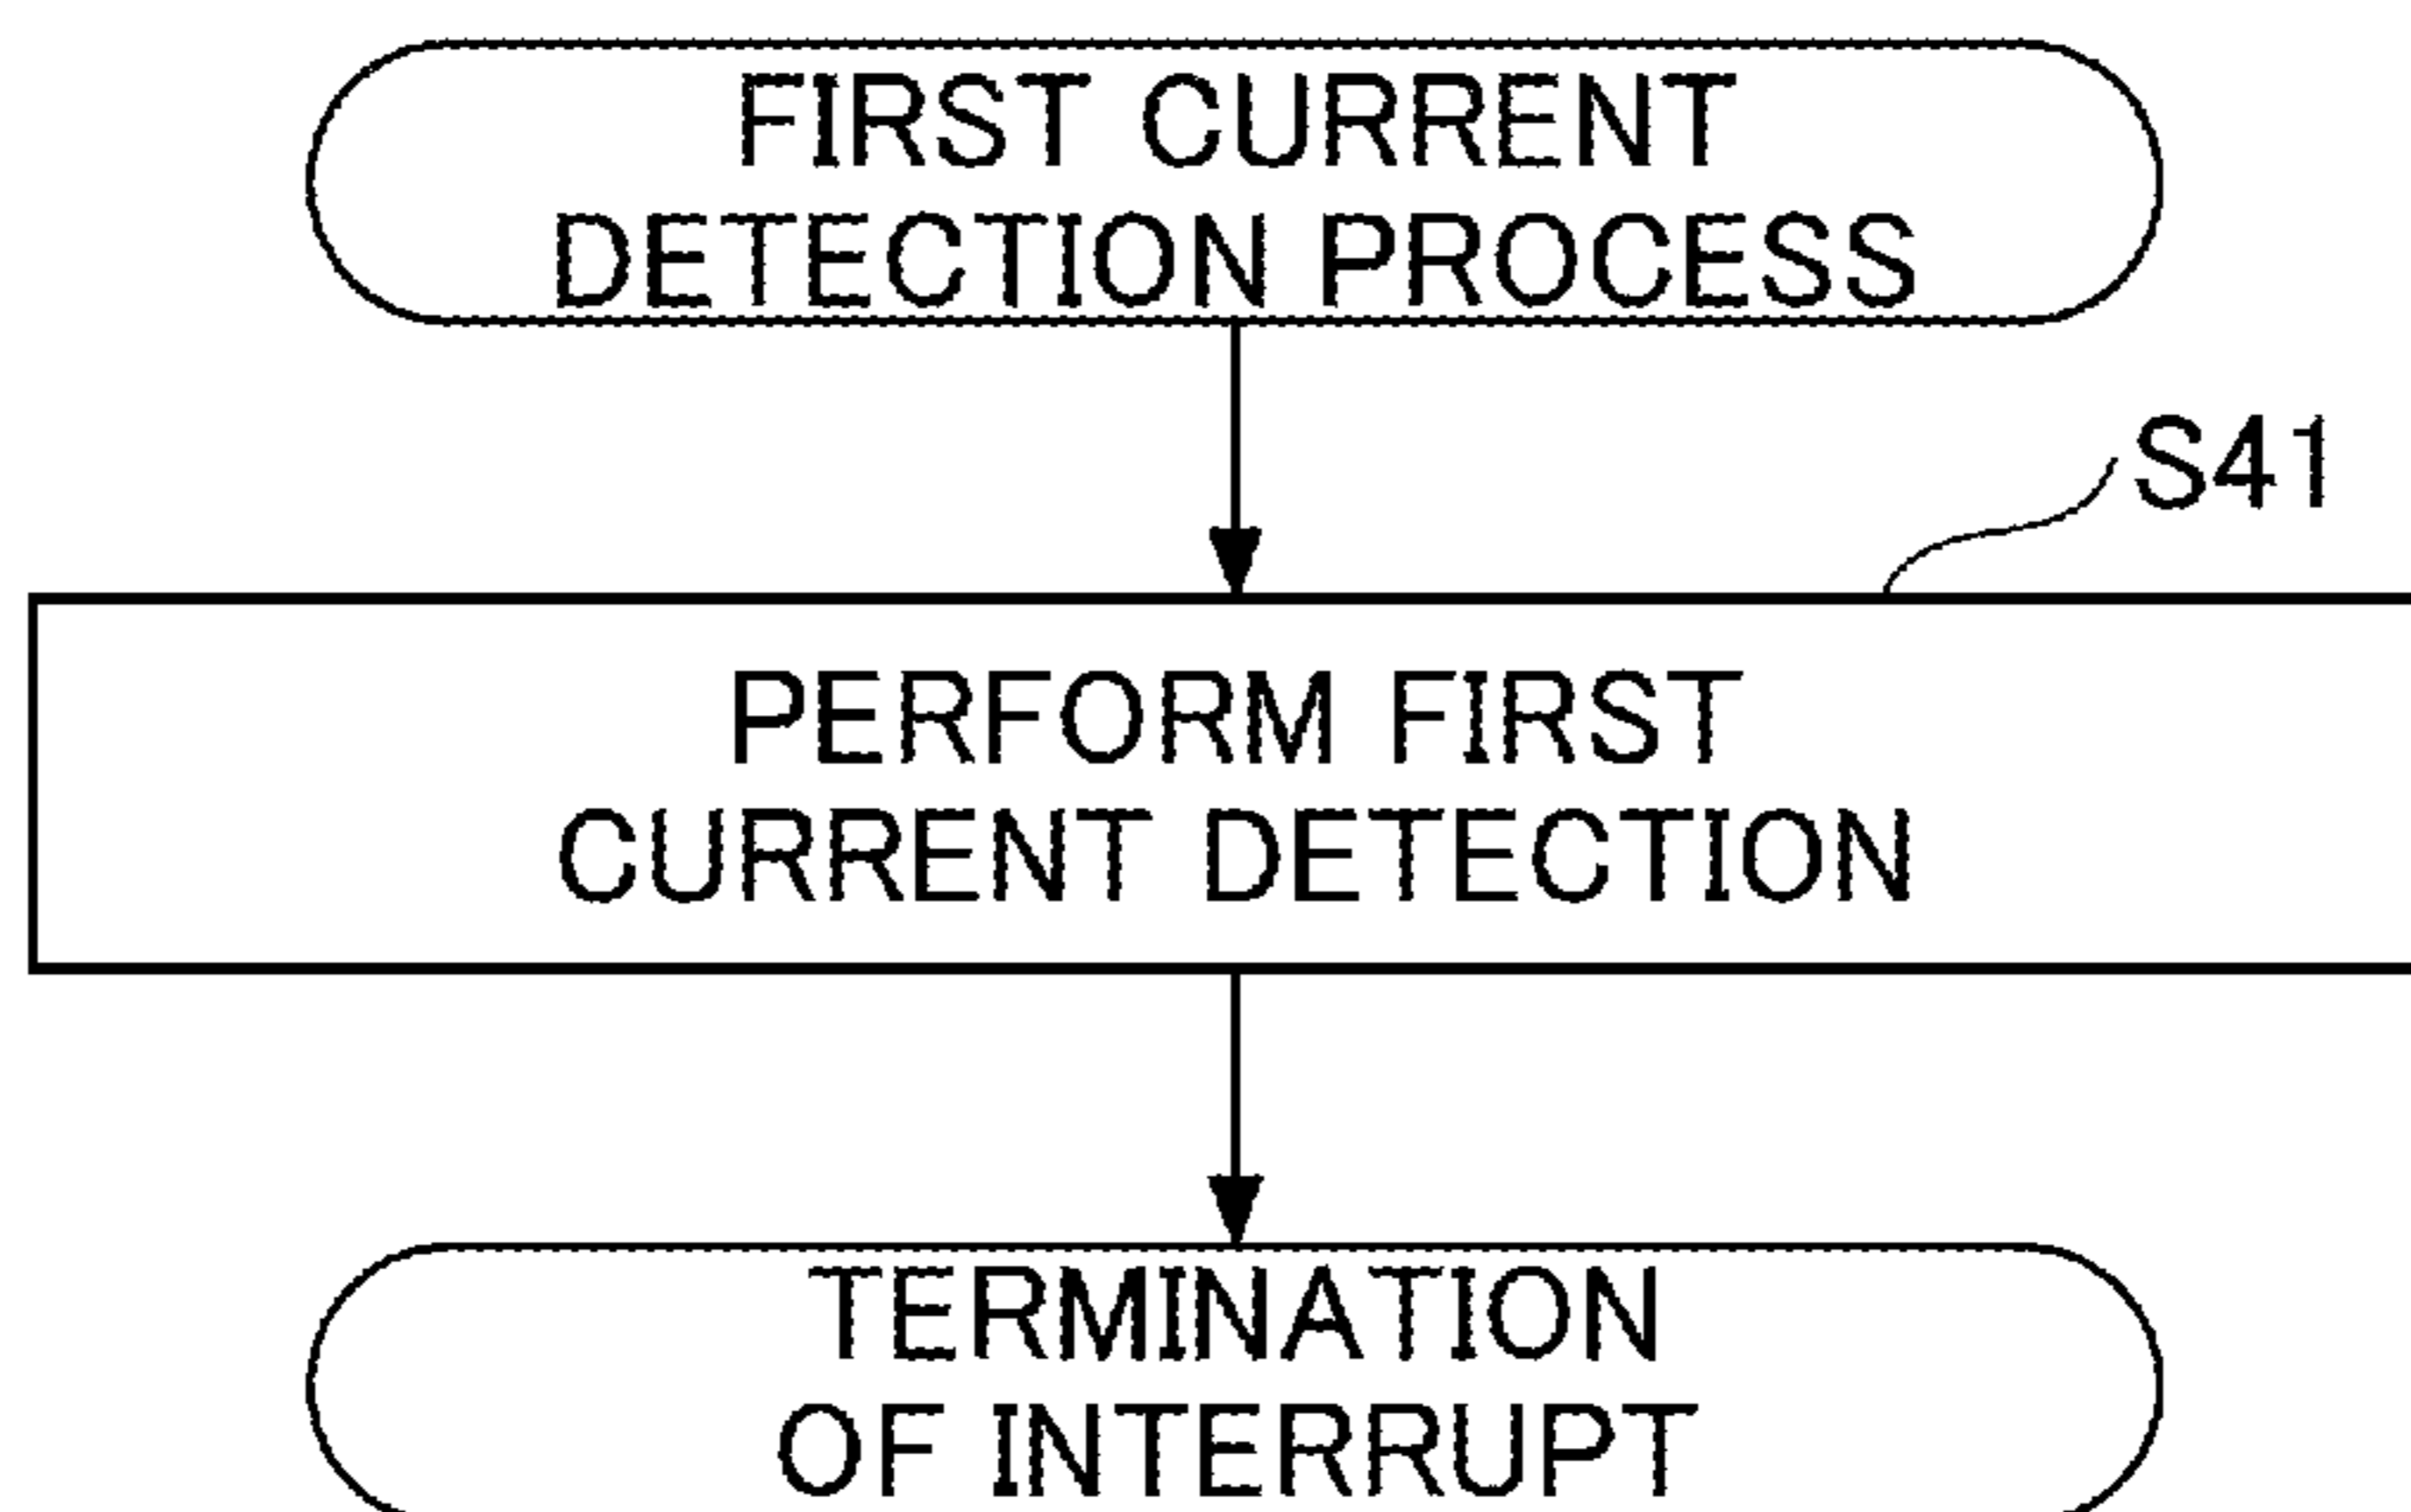 FIRST CURRENT
DETECTION PROCESS
S41
PERFORM FIRST
CURRENT DETECTION
TERMINATION
OF INTERRUPT